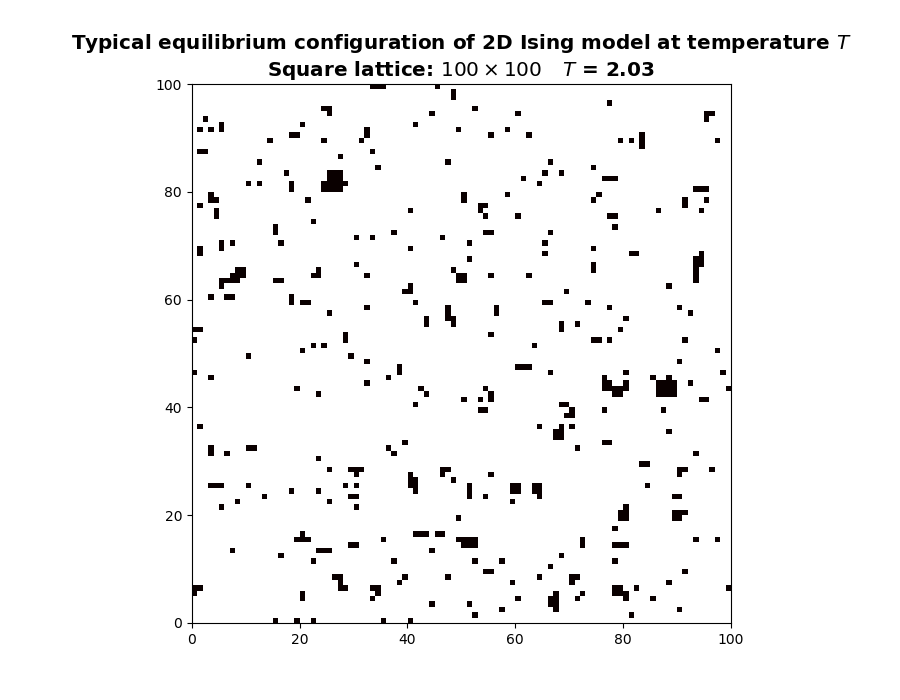 Typical equilibrium configuration of 2D Ising model at temperature T
Square lattice: 100 × 100 T = 2.03
100
80
60
40
20
0
0 20 40 60 80 100